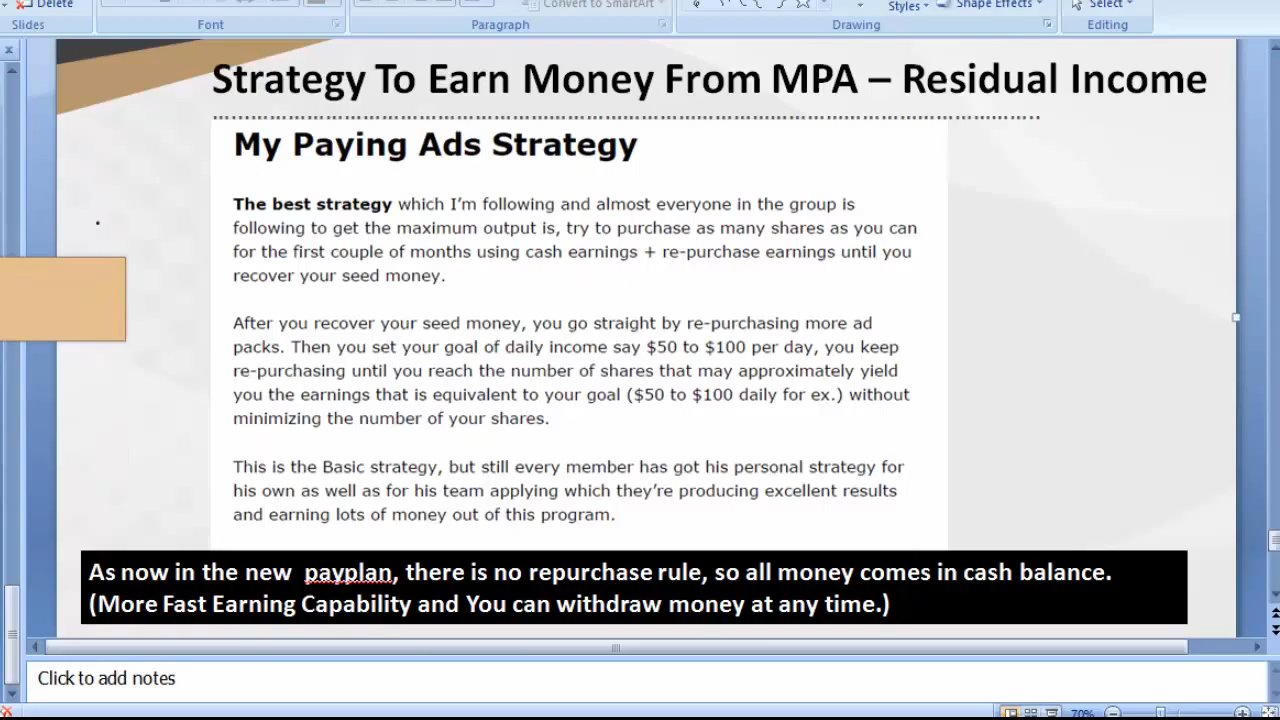 Delete
Convert to SmartArt
Styles
Shape Effects
Select
Slides
Font
Paragraph
Drawing
Editing
Strategy To Earn Money From MPA – Residual Income
My Paying Ads Strategy
The best strategy which I'm following and almost everyone in the group is
following to get the maximum output is, try to purchase as many shares as you can
for the first couple of months using cash earnings + re-purchase earnings until you
recover your seed money.
After you recover your seed money, you go straight by re-purchasing more ad
packs. Then you set your goal of daily income say $50 to $100 per day, you keep
re-purchasing until you reach the number of shares that may approximately yield
you the earnings that is equivalent to your goal ($50 to $100 daily for ex.) without
minimizing the number of your shares.
This is the Basic strategy, but still every member has got his personal strategy for
his own as well as for his team applying which they're producing excellent results
and earning lots of money out of this program.
As now in the new payplan, there is no repurchase rule, so all money comes in cash balance.
(More Fast Earning Capability and You can withdraw money at any time.)
Click to add notes
70%